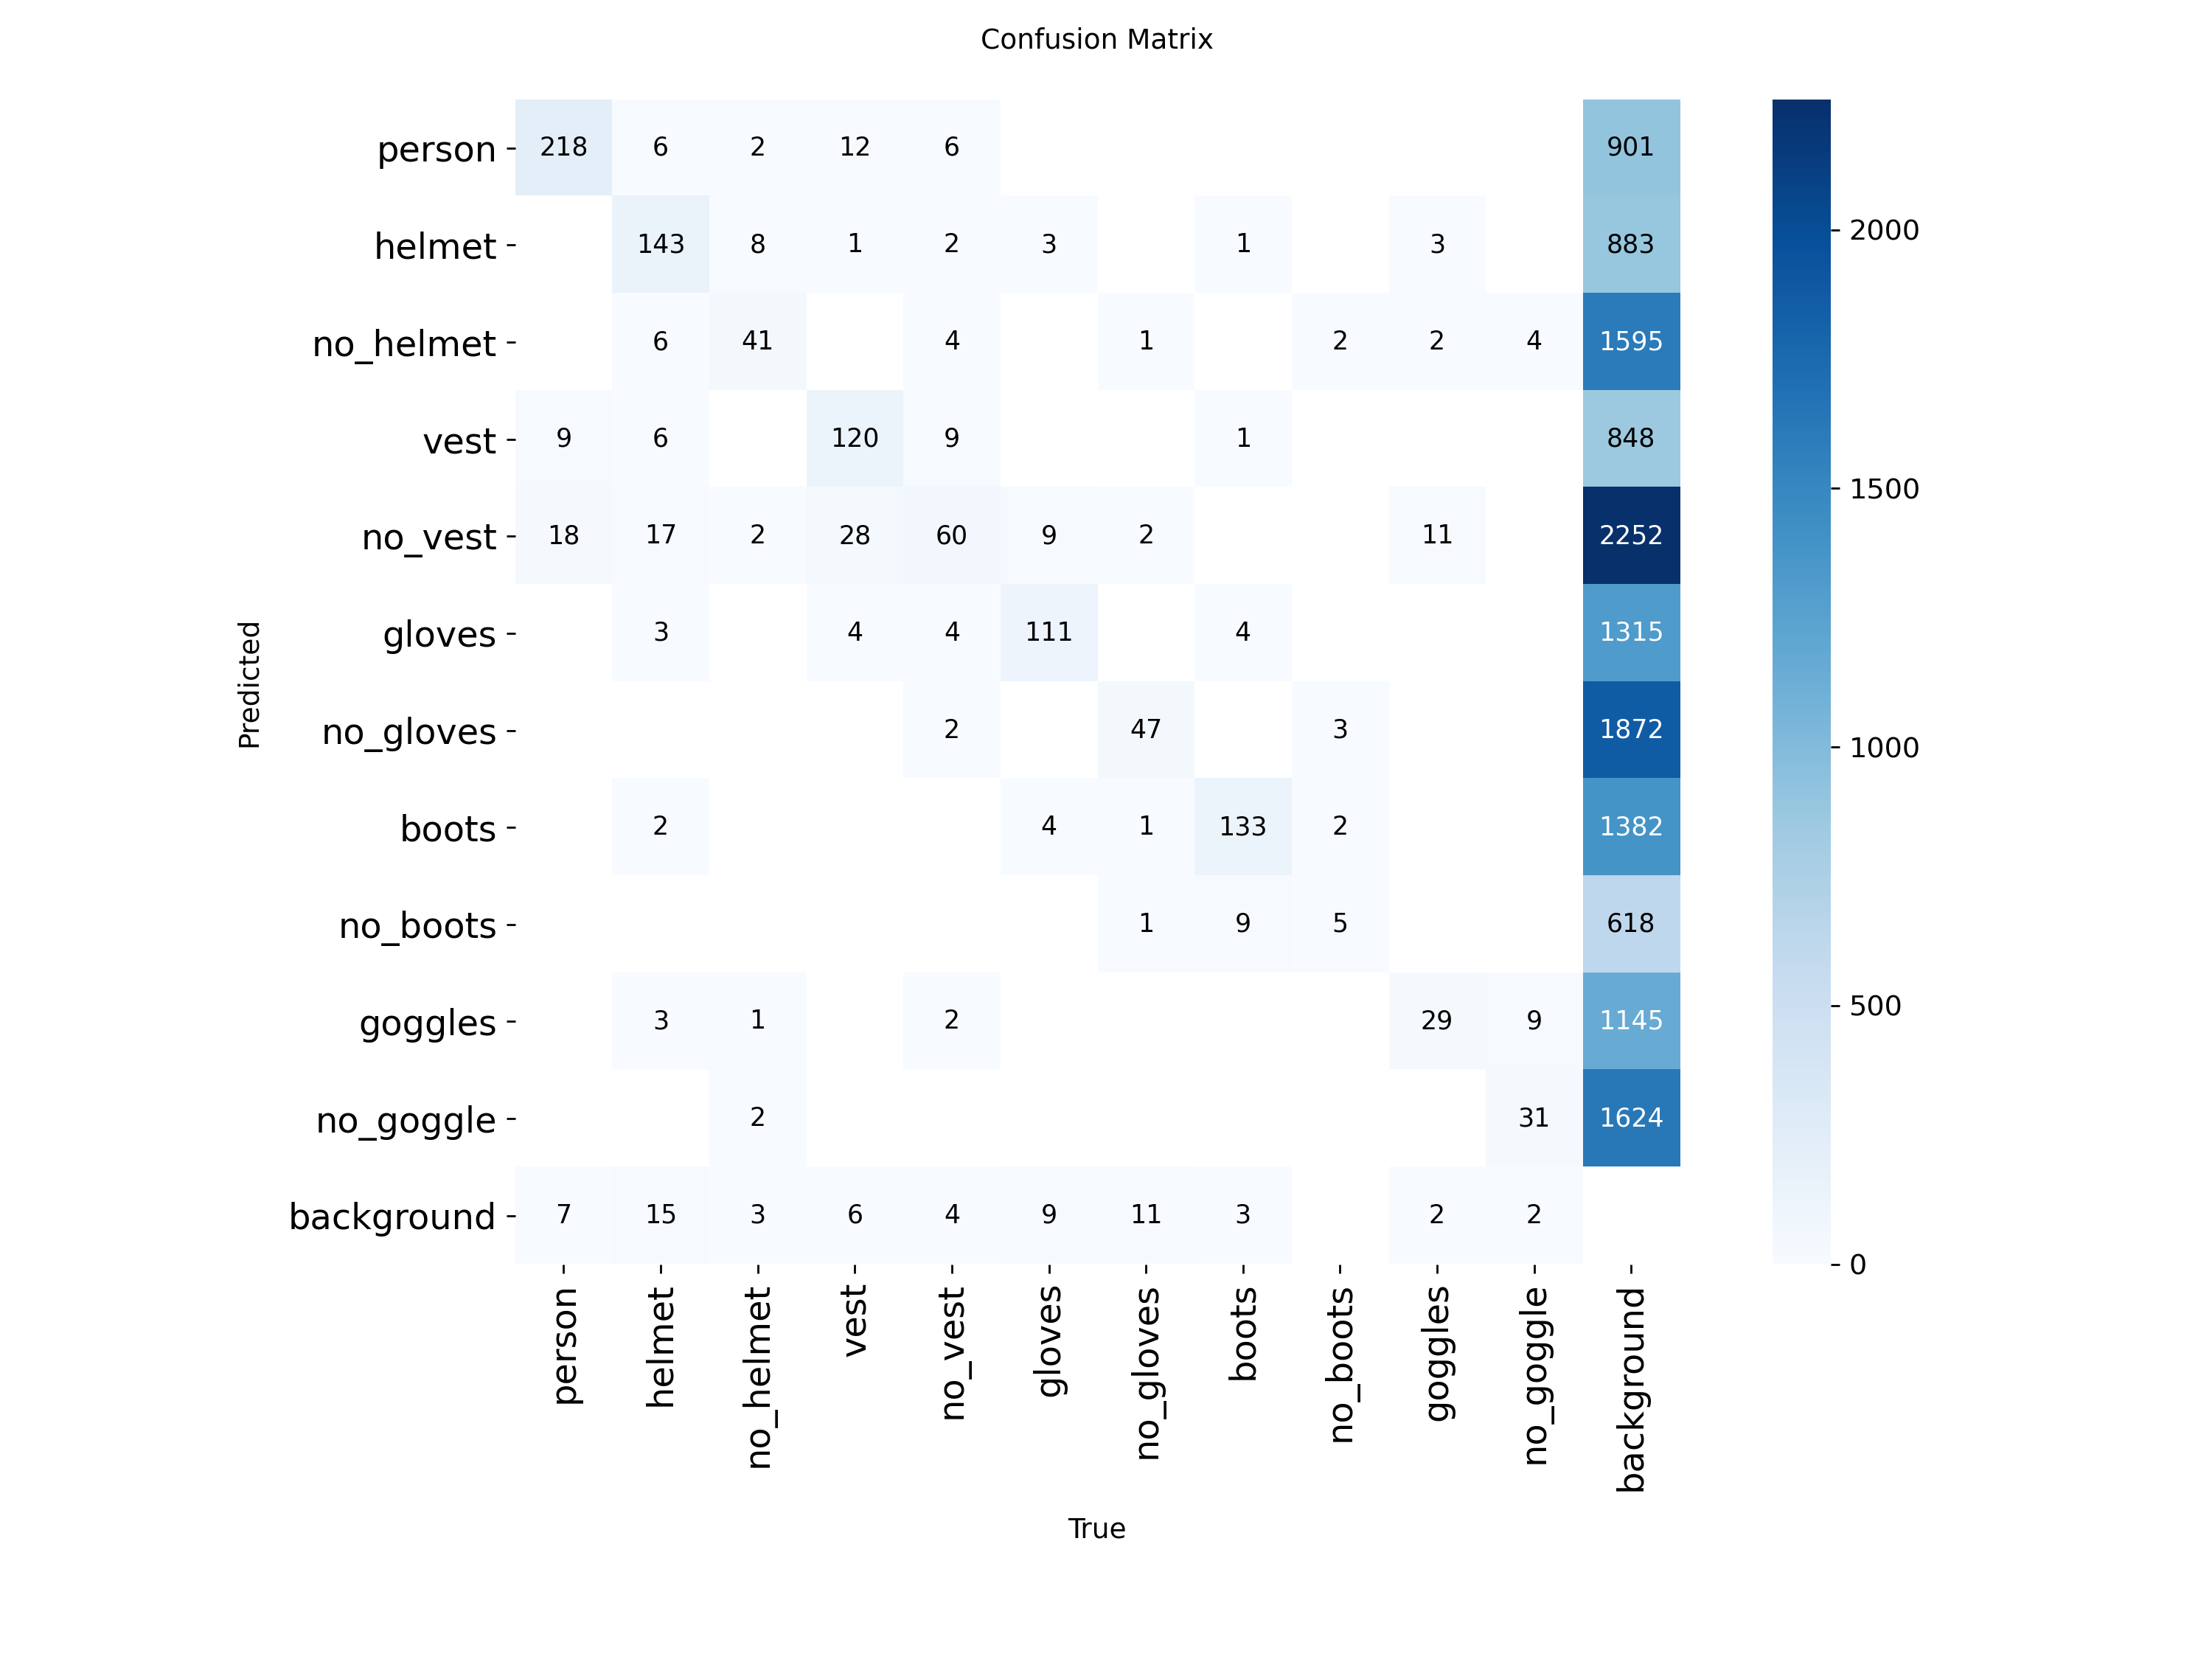 Confusion Matrix
person 218 6 2 12 6 901
helmet 143 8 1 2 3 1 3 883
no_helmet 6 41 4 1 2 2 4 1595
vest 9 6 120 9 1 848
no_vest 18 17 2 28 60 9 2 11 2252
gloves 3 4 4 111 4 1315
no_gloves 2 47 3 1872
boots 2 4 1 133 2 1382
no_boots 1 9 5 618
goggles 3 1 2 29 9 1145
no_goggle 2 31 1624
background 7 15 3 6 4 9 11 3 2 2
person helmet no_helmet vest no_vest gloves no_gloves boots no_boots goggles no_goggle background
True
Predicted
2000
1500
1000
500
0